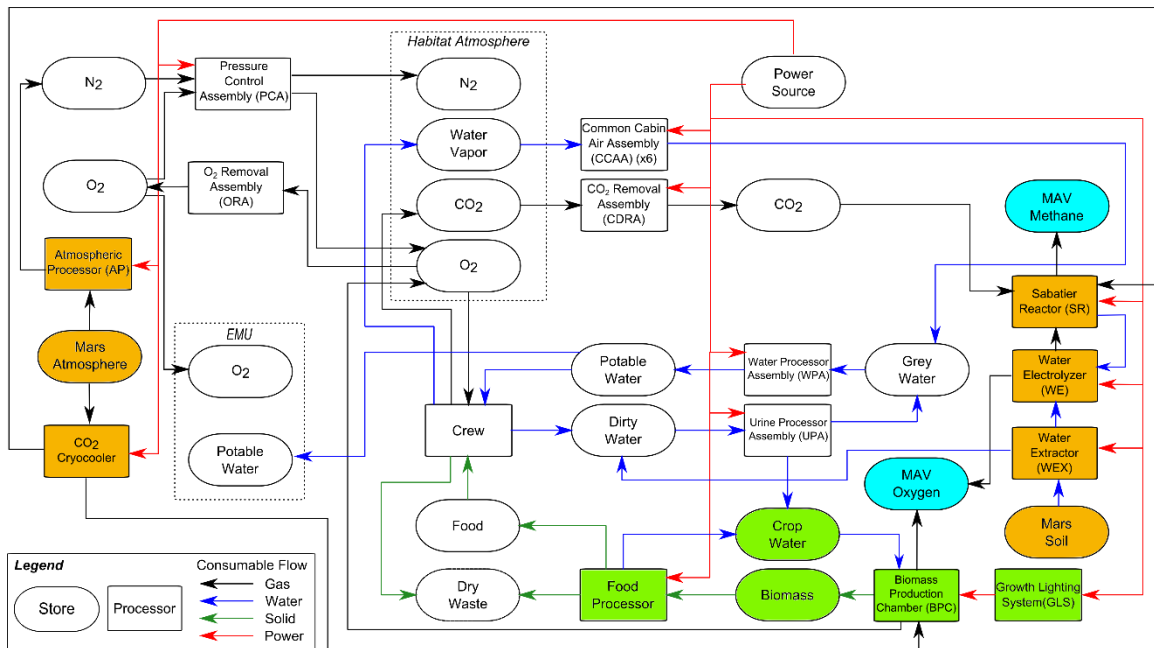 Habitat Atmosphere
N2
Pressure
Control
Assembly (PCA)
N2
Power
Source
Water
Vapor
Common Cabin
Air Assembly
(CCAA) (x6)
O2
O2 Removal
Assembly
(ORA)
CO2
CO2 Removal
Assembly
(CDRA)
CO2
MAV
Methane
O2
Atmospheric
Processor (AP)
Sabatier
Reactor (SR)
EMU
Mars
Atmosphere
O2
Potable
Water
Water Processor
Assembly (WPA)
Grey
Water
Water
Electrolyzer
(WE)
Crew
Dirty
Water
Urine Processor
Assembly (UPA)
Water
Extractor
(WEX)
CO2
Cryocooler
Potable
Water
MAV
Oxygen
Mars
Soil
Food
Crop
Water
Legend
Store
Processor
Consumable Flow
Gas
Water
Solid
Power
Dry
Waste
Food
Processor
Biomass
Biomass
Production
Chamber (BPC)
Growth Lighting
System(GLS)